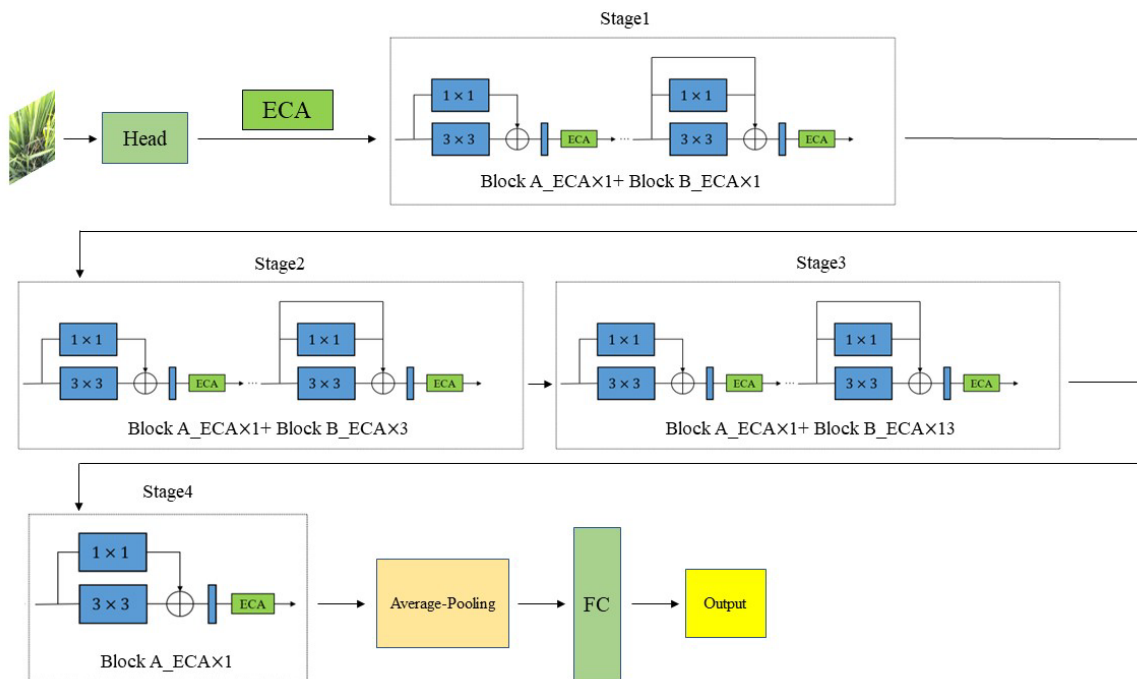 Stage1
Head
ECA
1 × 1
3 × 3
ECA
...
1 × 1
3 × 3
ECA
Block A_ECA×1+ Block B_ECA×1
Stage2
1 × 1
3 × 3
ECA
...
1 × 1
3 × 3
ECA
Block A_ECA×1+ Block B_ECA×3
Stage3
1 × 1
3 × 3
ECA
...
1 × 1
3 × 3
ECA
Block A_ECA×1+ Block B_ECA×13
Stage4
1 × 1
3 × 3
ECA
Block A_ECA×1
Average-Pooling
FC
Output